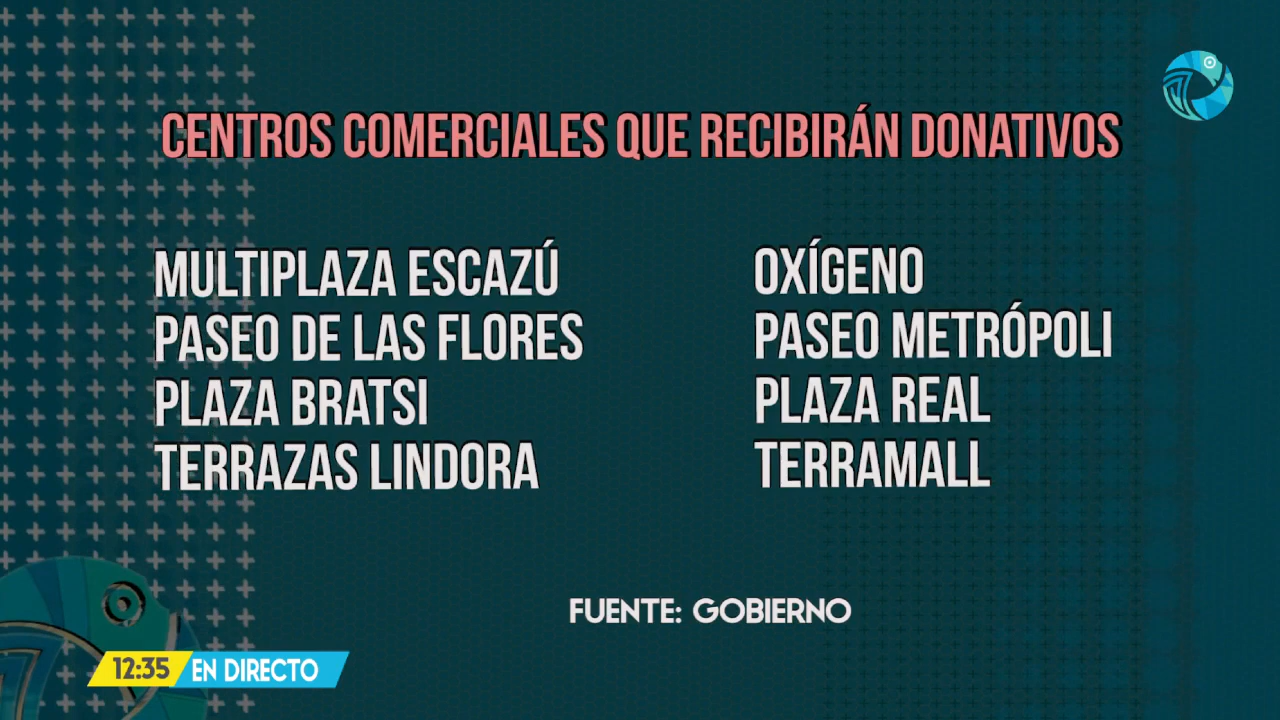 CENTROS COMERCIALES QUE RECIBIRÁN DONATIVOS
MULTIPLAZA ESCAZÚ
PASEO DE LAS FLORES
PLAZA BRATSI
TERRAZAS LINDORA
OXÍGENO
PASEO METRÓPOLI
PLAZA REAL
TERRAMALL
FUENTE: GOBIERNO
12:35 EN DIRECTO